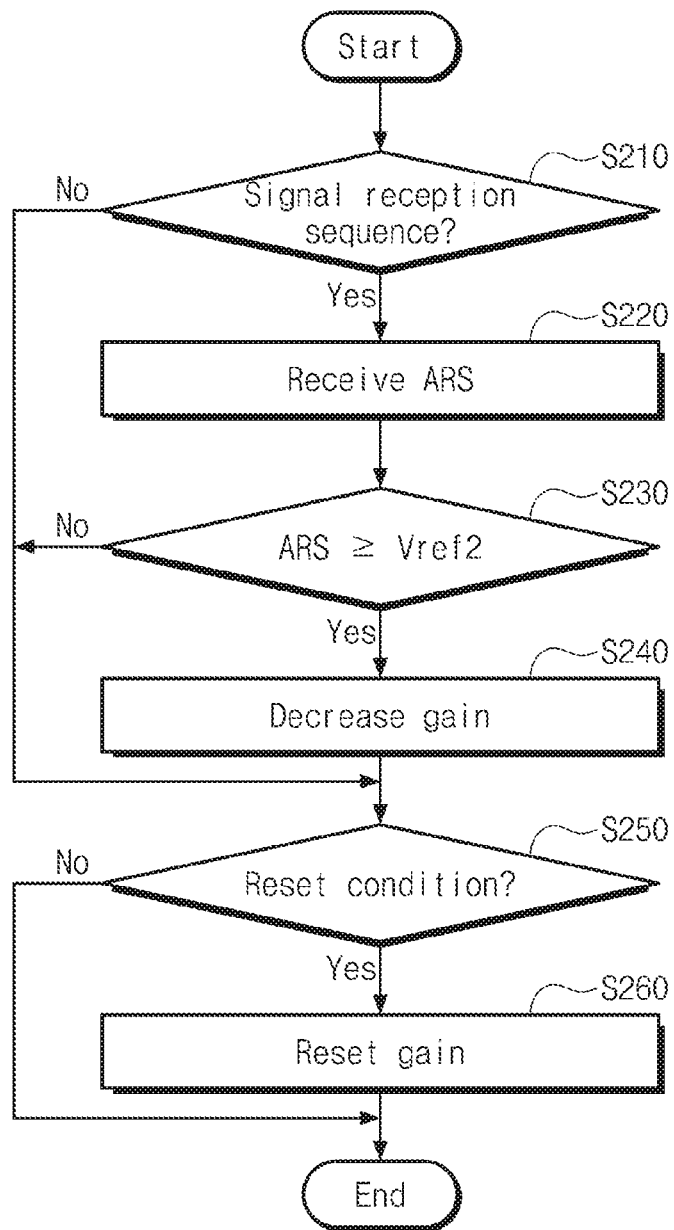 Start
S210
No
Signal reception
sequence?
Yes
S220
Receive ARS
S230
No
ARS ≥ Vref2
Yes
S240
Decrease gain
S250
No
Reset condition?
Yes
S260
Reset gain
End